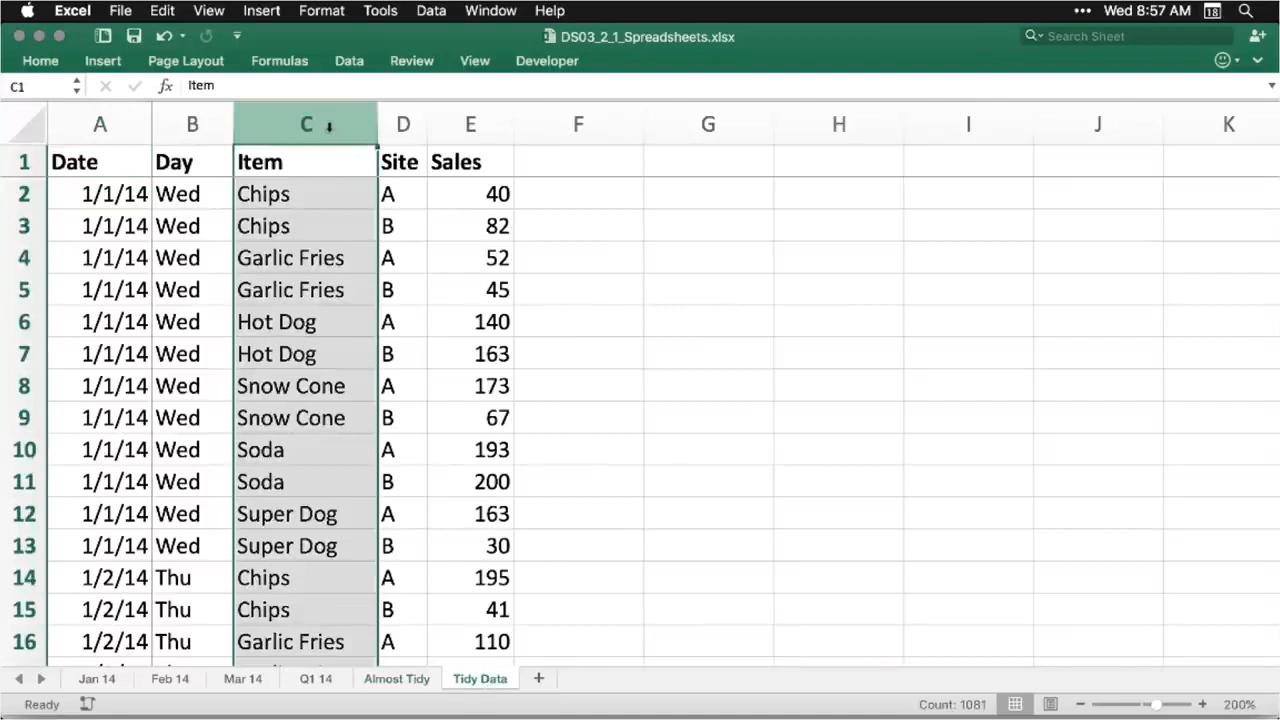 Excel File Edit View Insert Format Tools Data Window Help ••• Wed 8:57 AM 18
DS03_2_1_Spreadsheets.xlsx Search Sheet
Home Insert Page Layout Formulas Data Review View Developer
C1 fx Item
A B C D E F G H I J K
1 Date Day Item Site Sales
2 1/1/14 Wed Chips A 40
3 1/1/14 Wed Chips B 82
4 1/1/14 Wed Garlic Fries A 52
5 1/1/14 Wed Garlic Fries B 45
6 1/1/14 Wed Hot Dog A 140
7 1/1/14 Wed Hot Dog B 163
8 1/1/14 Wed Snow Cone A 173
9 1/1/14 Wed Snow Cone B 67
10 1/1/14 Wed Soda A 193
11 1/1/14 Wed Soda B 200
12 1/1/14 Wed Super Dog A 163
13 1/1/14 Wed Super Dog B 30
14 1/2/14 Thu Chips A 195
15 1/2/14 Thu Chips B 41
16 1/2/14 Thu Garlic Fries A 110
Jan 14 Feb 14 Mar 14 Q1 14 Almost Tidy Tidy Data +
Ready Count: 1081 − + 200%